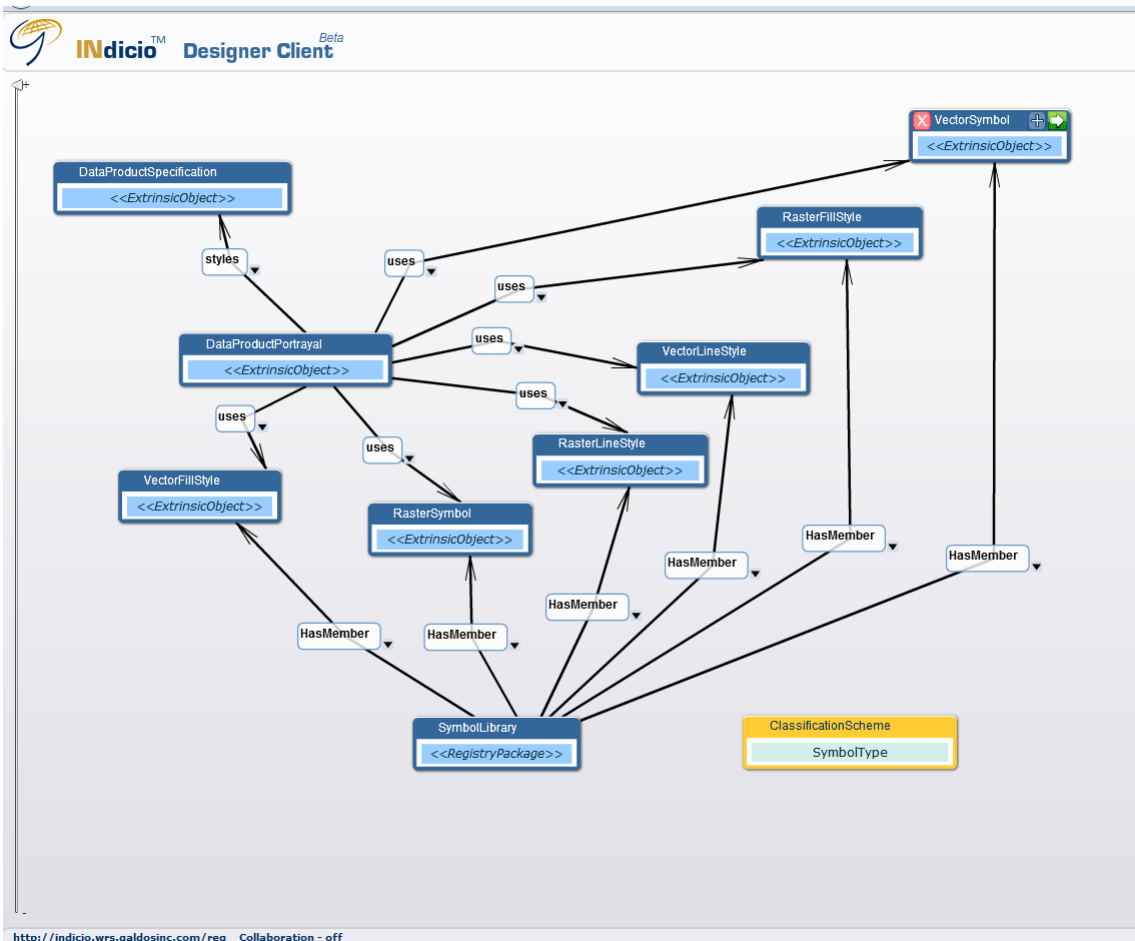 INdicio™ Designer Client Beta
VectorSymbol
<<ExtrinsicObject>>
DataProductSpecification
<<ExtrinsicObject>>
RasterFillStyle
<<ExtrinsicObject>>
styles
uses
uses
DataProductPortrayal
<<ExtrinsicObject>>
uses
VectorLineStyle
<<ExtrinsicObject>>
uses
uses
uses
RasterLineStyle
<<ExtrinsicObject>>
VectorFillStyle
<<ExtrinsicObject>>
RasterSymbol
<<ExtrinsicObject>>
HasMember
HasMember
HasMember
HasMember
HasMember
HasMember
SymbolLibrary
<<RegistryPackage>>
ClassificationScheme
SymbolType
http://indicio.wrs.galdosinc.com/reg Collaboration - off